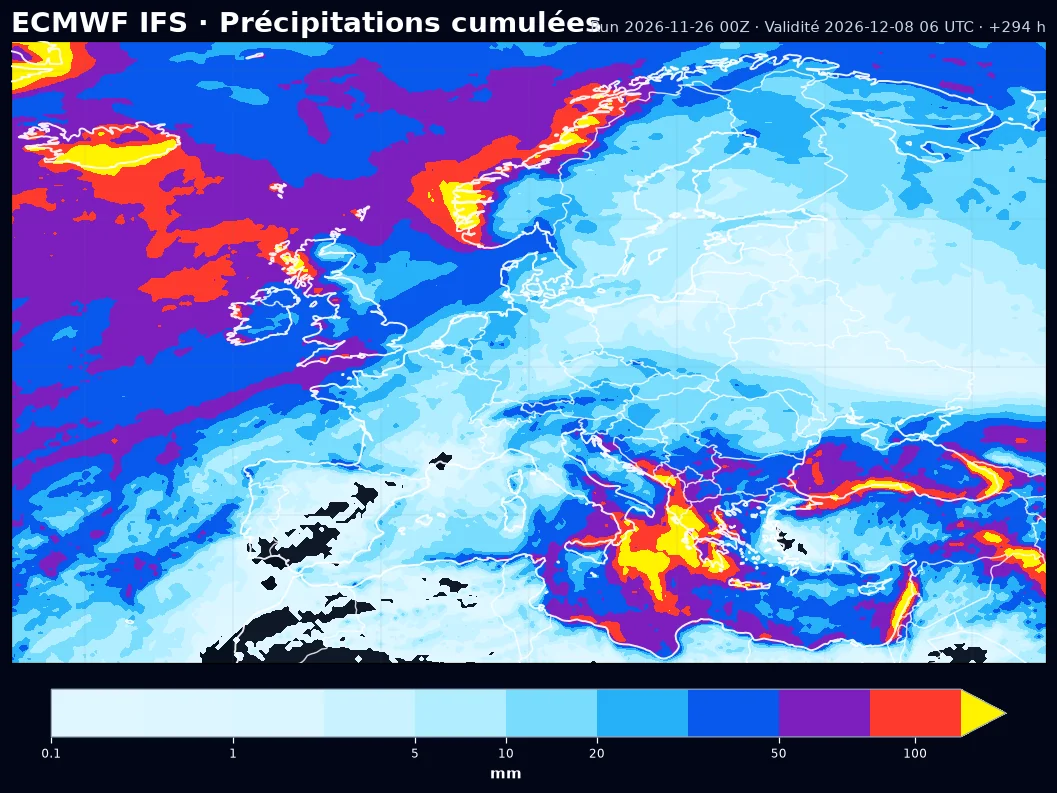 ECMWF IFS · Précipitations cumulées
Run 2026-11-26 00Z · Validité 2026-12-08 06 UTC · +294 h
0.1 1 5 10 20 50 100
mm